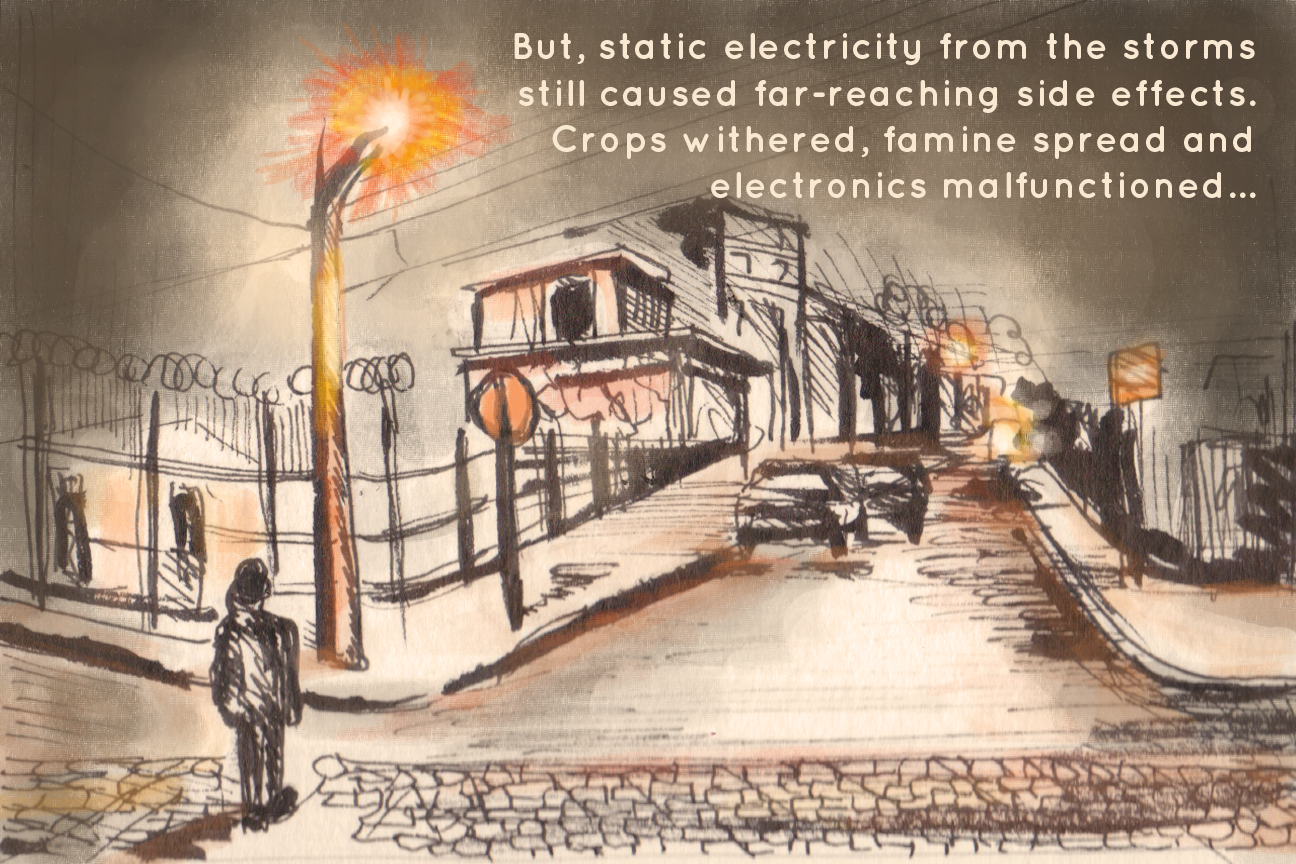 But, static electricity from the storms
still caused far-reaching side effects.
Crops withered, famine spread and
electronics malfunctioned...